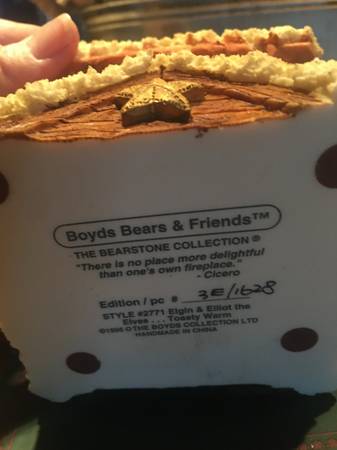 Boyds Bears & Friends™
THE BEARSTONE COLLECTION ®
"There is no place more delightful
than one's own fireplace."
- Cicero
Edition / pc # 3E/1628
STYLE #2771 Elgin & Elliot the
Elves . . . Toasty Warm
©1996 THE BOYDS COLLECTION LTD
HANDMADE IN CHINA